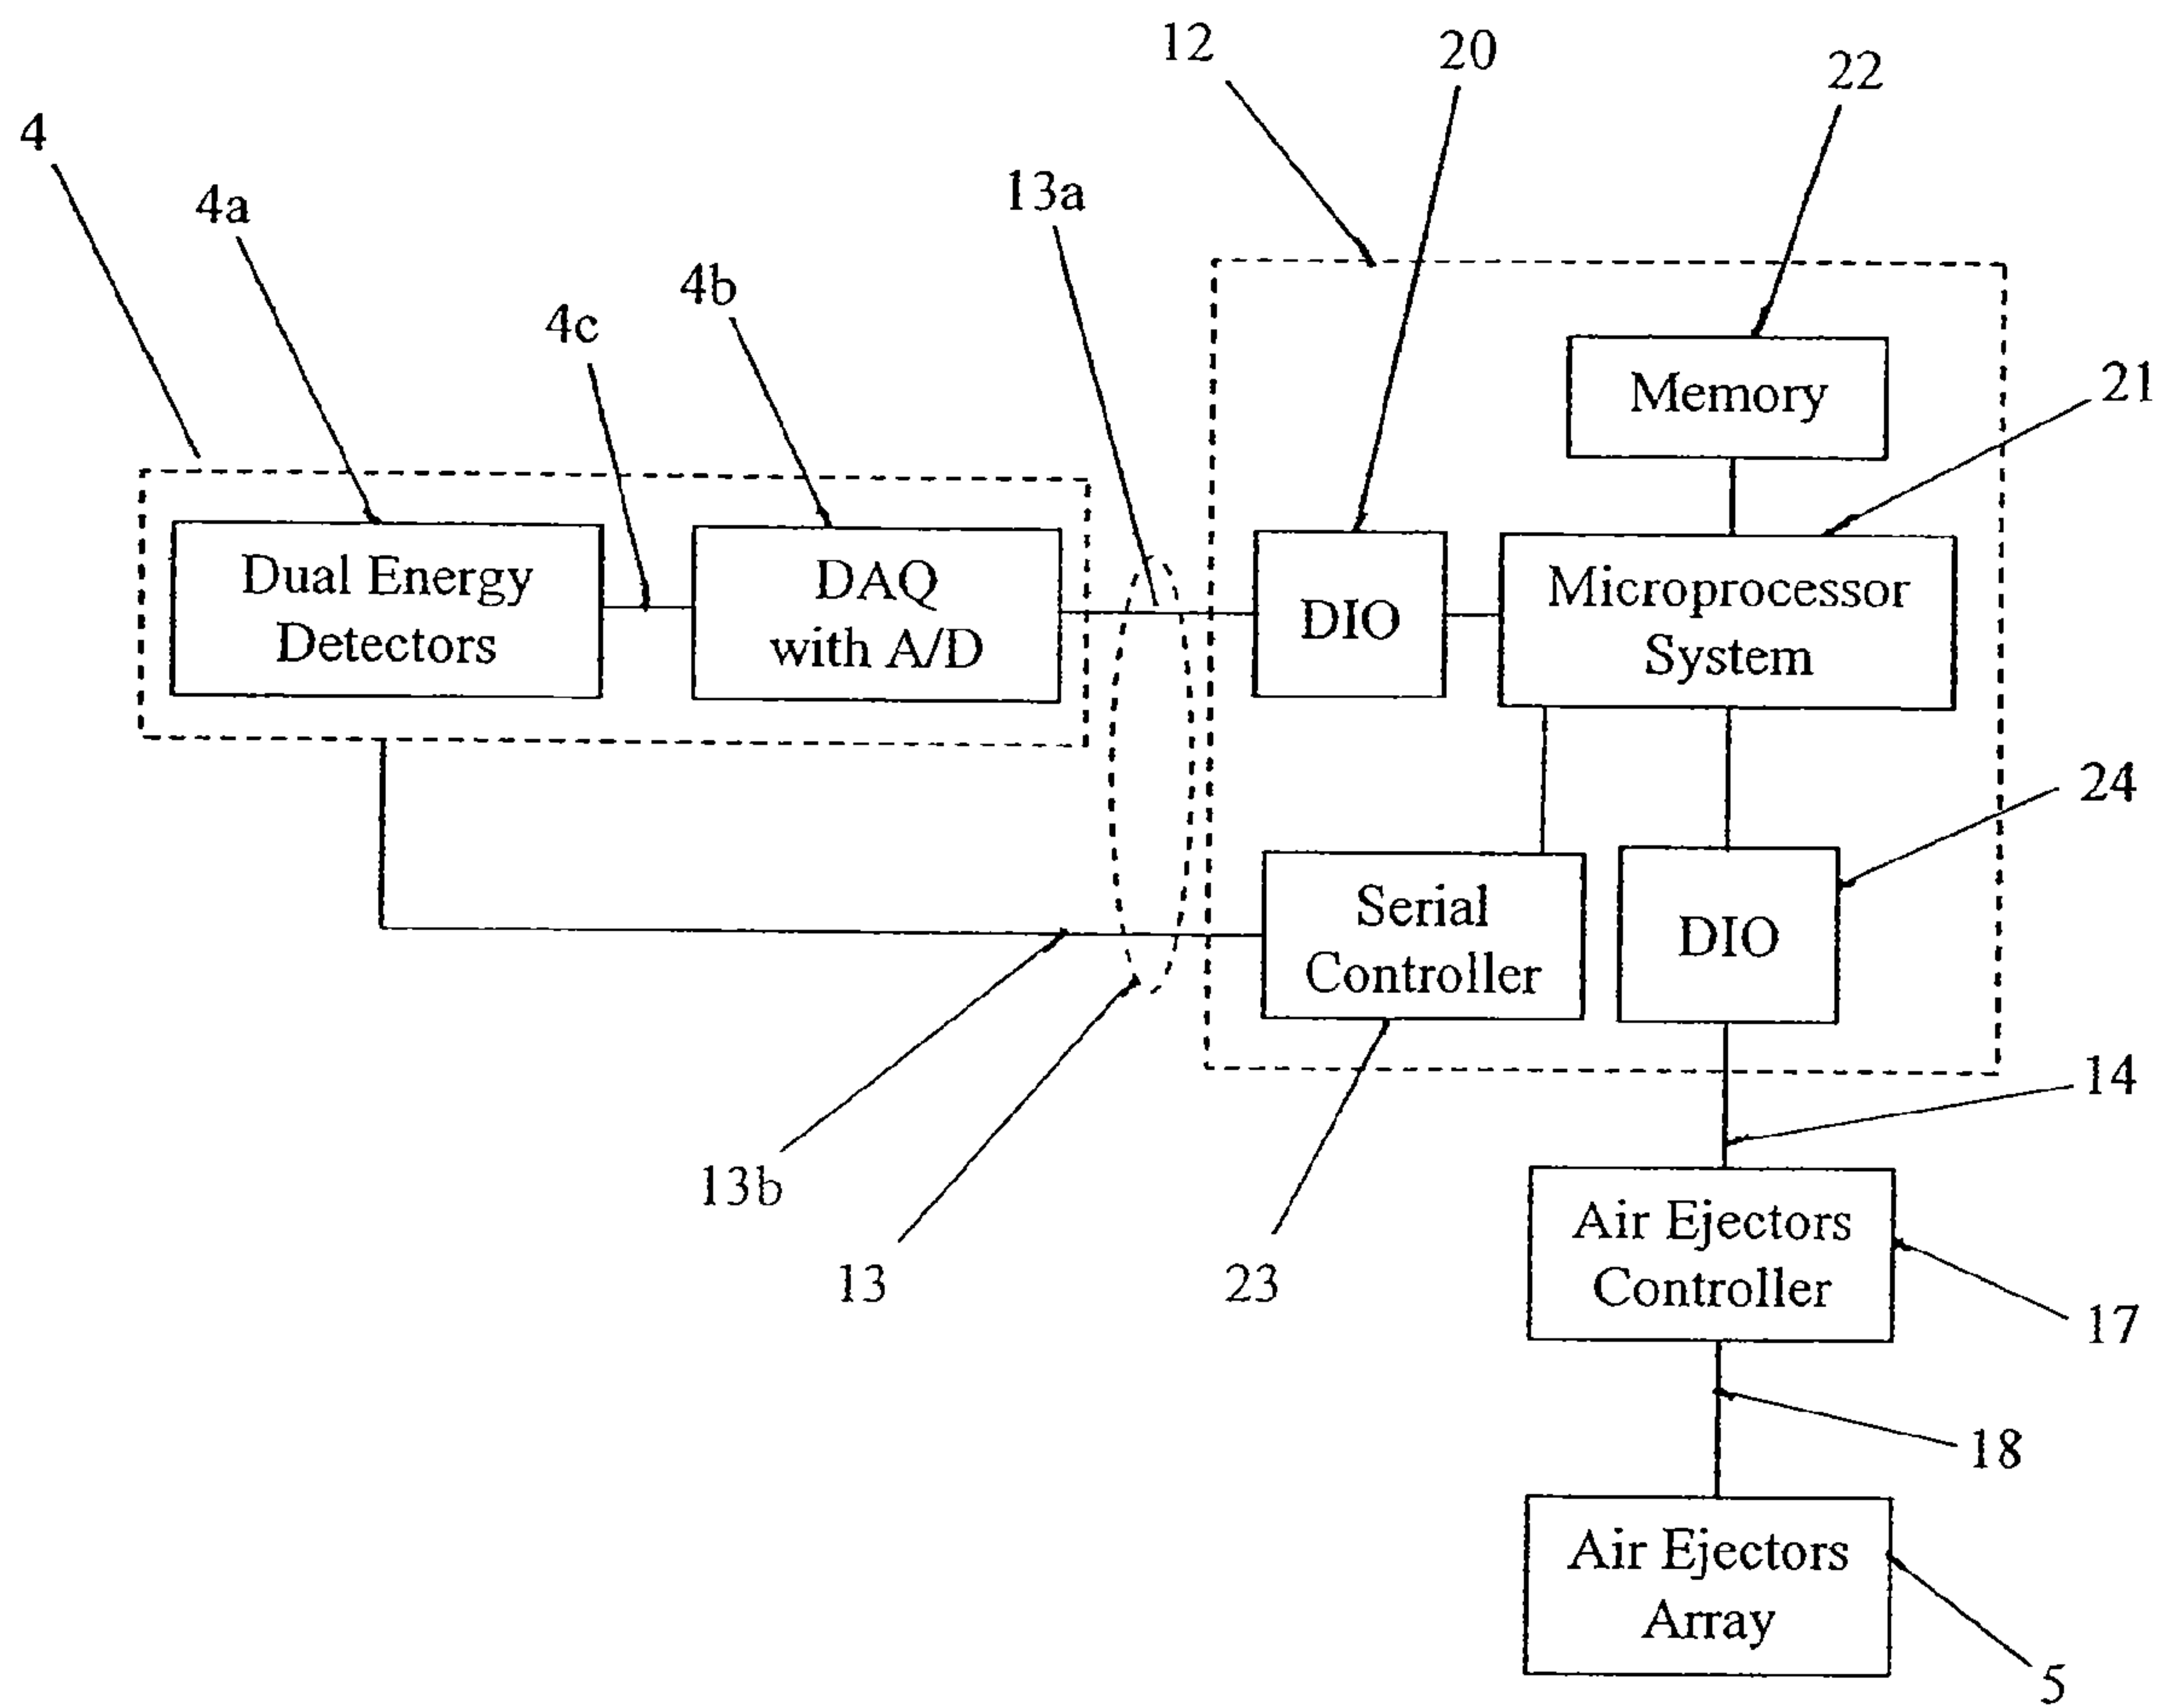 12
20
22
4
4a
13a
4b
4c
21
Memory
Dual Energy
Detectors
DAQ
with A/D
DIO
Microprocessor
System
24
Serial
Controller
DIO
14
13b
13
23
Air Ejectors
Controller
17
18
Air Ejectors
Array
5